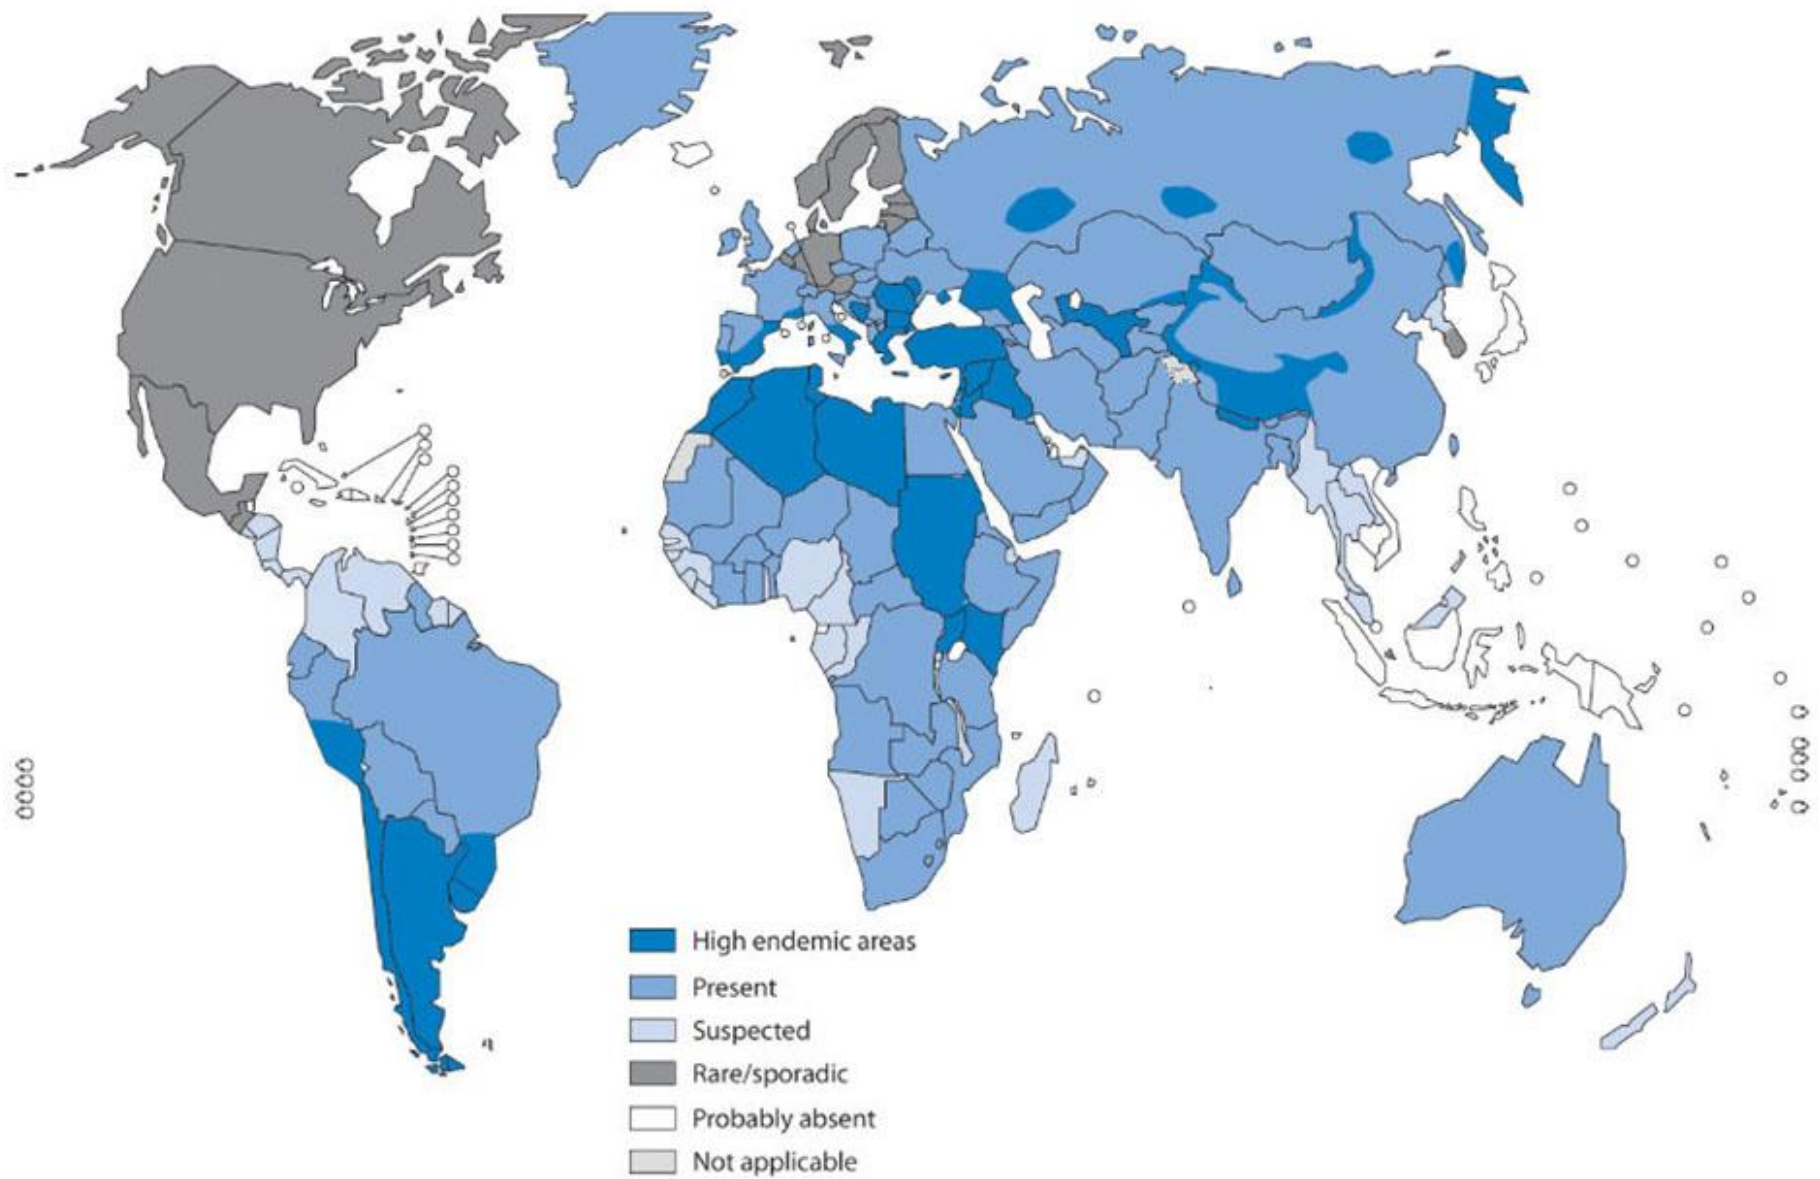 High endemic areas
Present
Suspected
Rare/sporadic
Probably absent
Not applicable